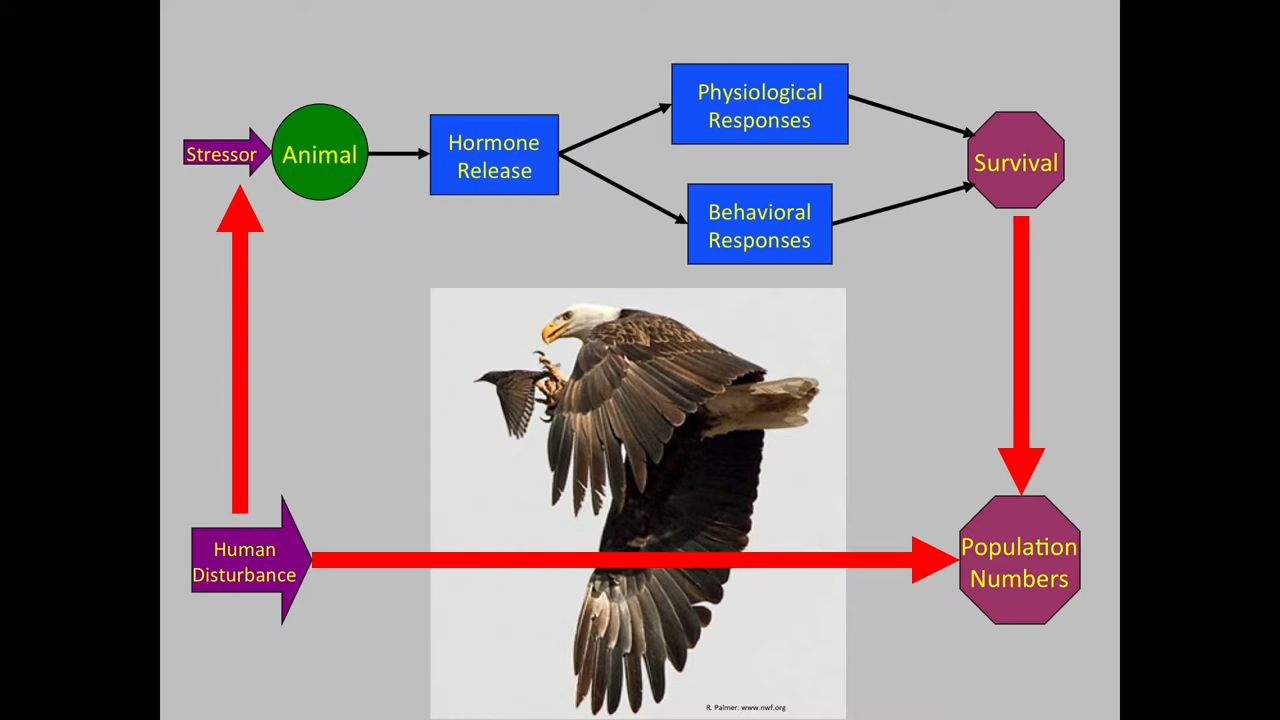 Stressor
Animal
Hormone
Release
Physiological
Responses
Behavioral
Responses
Survival
Human
Disturbance
Population
Numbers
R. Palmer: www.nwf.org